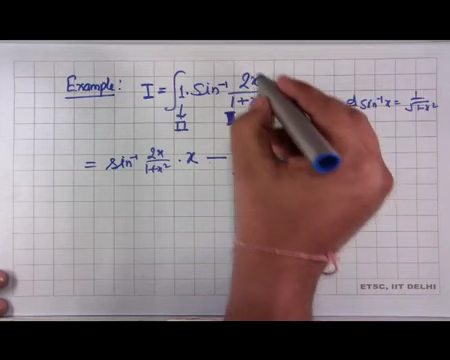 Example: I = ∫ 1. Sin⁻¹ 2x/1+x
↓
II
d sin⁻¹x = 1/√1-x²
= sin⁻¹ 2x/1+x² . x —
ETSC, IIT DELHI